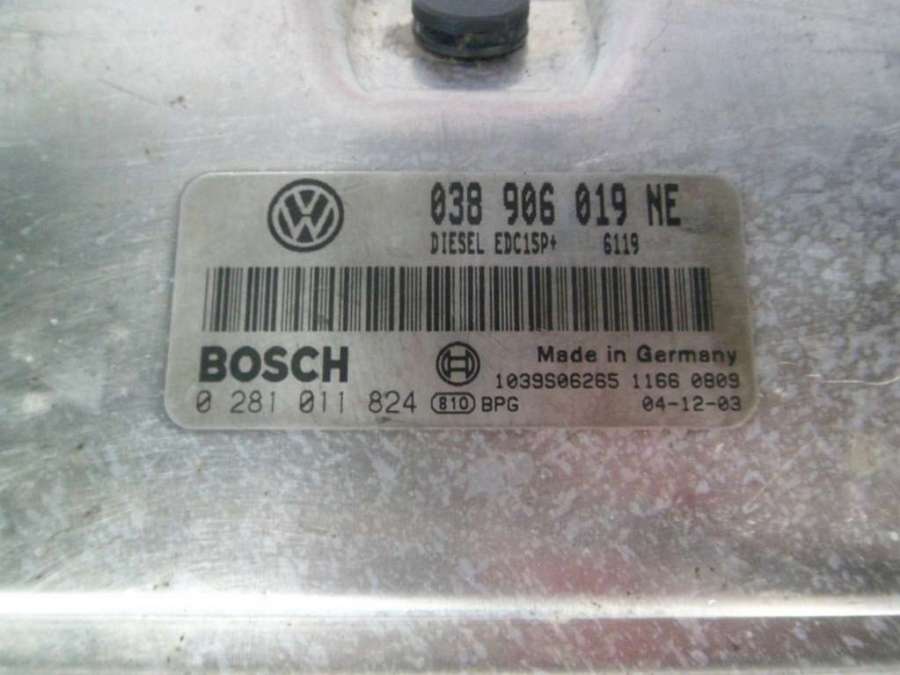 038 906 019 NE
DIESEL EDC15P+ 6119
BOSCH Made in Germany
1039S06265 1166 0809
0 281 011 824 810 BPG 04-12-03